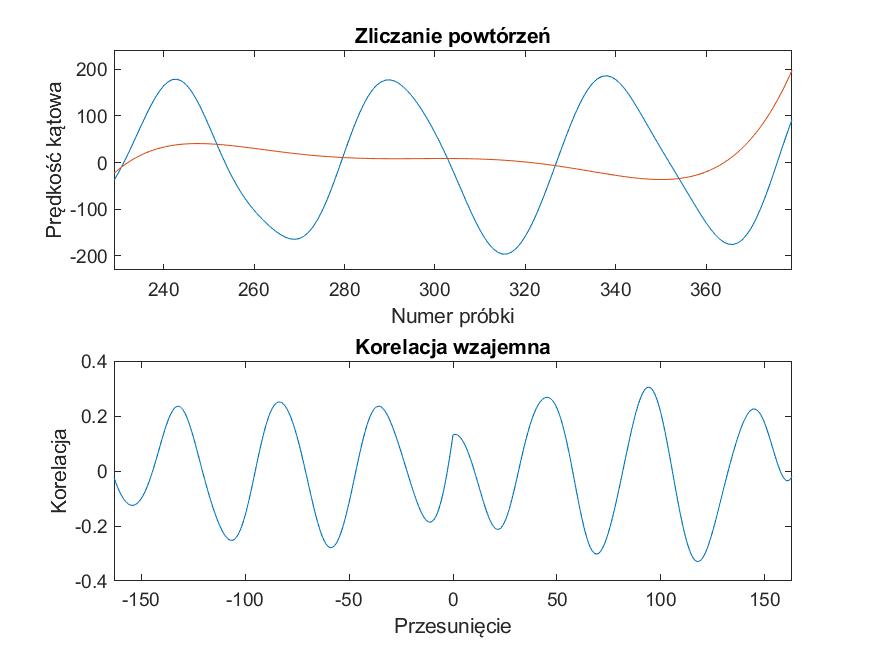 Zliczanie powtórzeń
200
100
0
-100
-200
Prędkość kątowa
240 260 280 300 320 340 360
Numer próbki
Korelacja wzajemna
0.4
0.2
0
-0.2
-0.4
Korelacja
-150 -100 -50 0 50 100 150
Przesunięcie